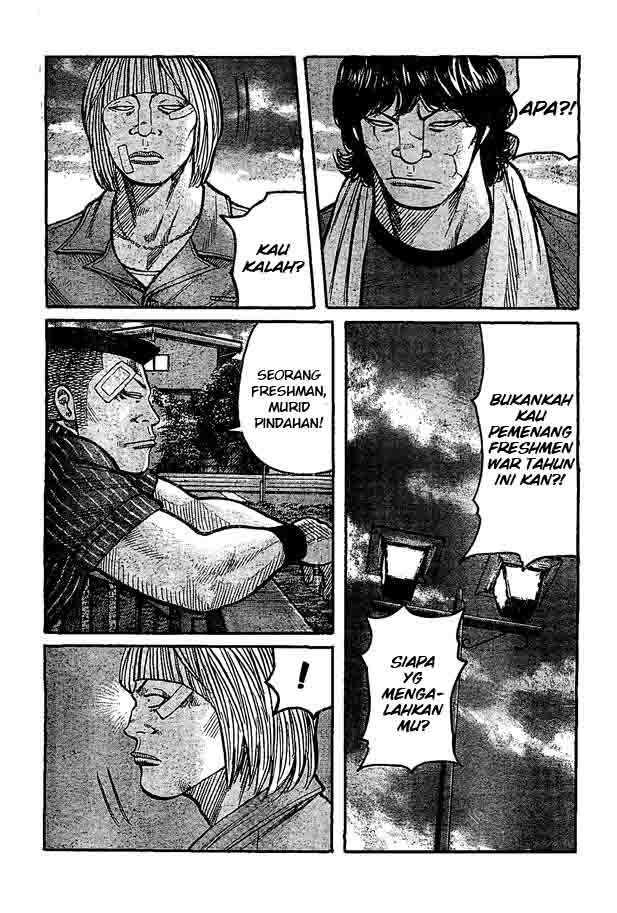 APA?!
KAU
KALAH?
BUKANKAH
KAU
PEMENANG
FRESHMEN
WAR TAHUN
INI KAN?!
SIAPA
YG
MENGA-
LAHKAN
MU?
SEORANG
FRESHMAN,
MURID
PINDAHAN!
!